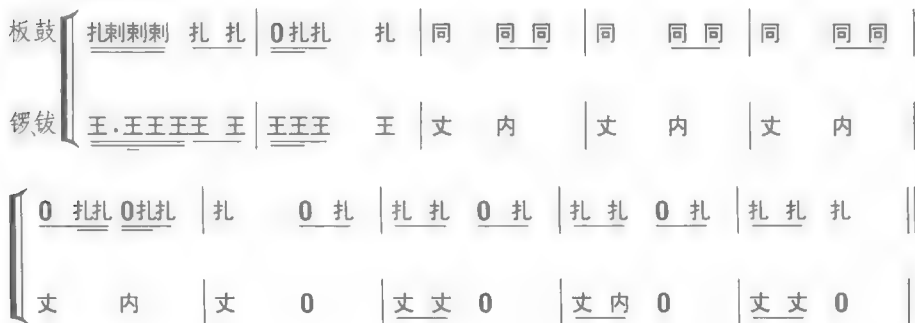 板鼓 扎刺刺刺 扎 扎 | 0扎扎 扎 | 同 同 同 | 同 同 同 | 同 同 同
锣、钹 王.王王王王 王 | 王王王 王 | 丈 内 | 丈 内 | 丈 内
0 扎扎 0扎扎 | 扎 0 扎 | 扎 扎 0 扎 | 扎 扎 0 扎 | 扎 扎 扎 ||
丈 内 | 丈 0 | 丈 丈 0 | 丈 内 0 | 丈 丈 0 ||